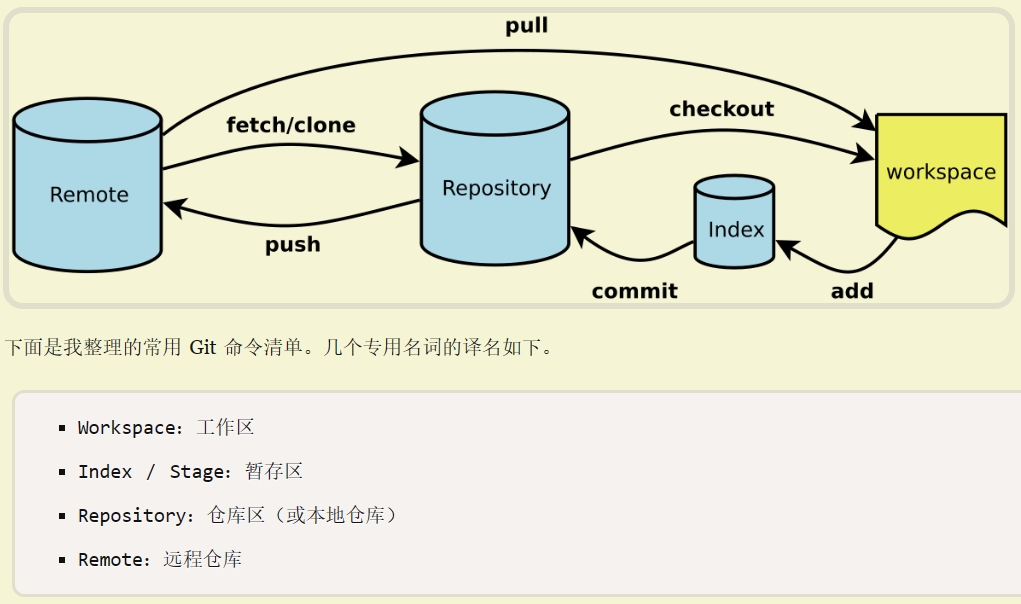 pull
fetch/clone
checkout
Remote
Repository
workspace
Index
push
commit
add
下面是我整理的常用 Git 命令清单。几个专用名词的译名如下。
Workspace：工作区
Index / Stage：暂存区
Repository：仓库区（或本地仓库）
Remote：远程仓库